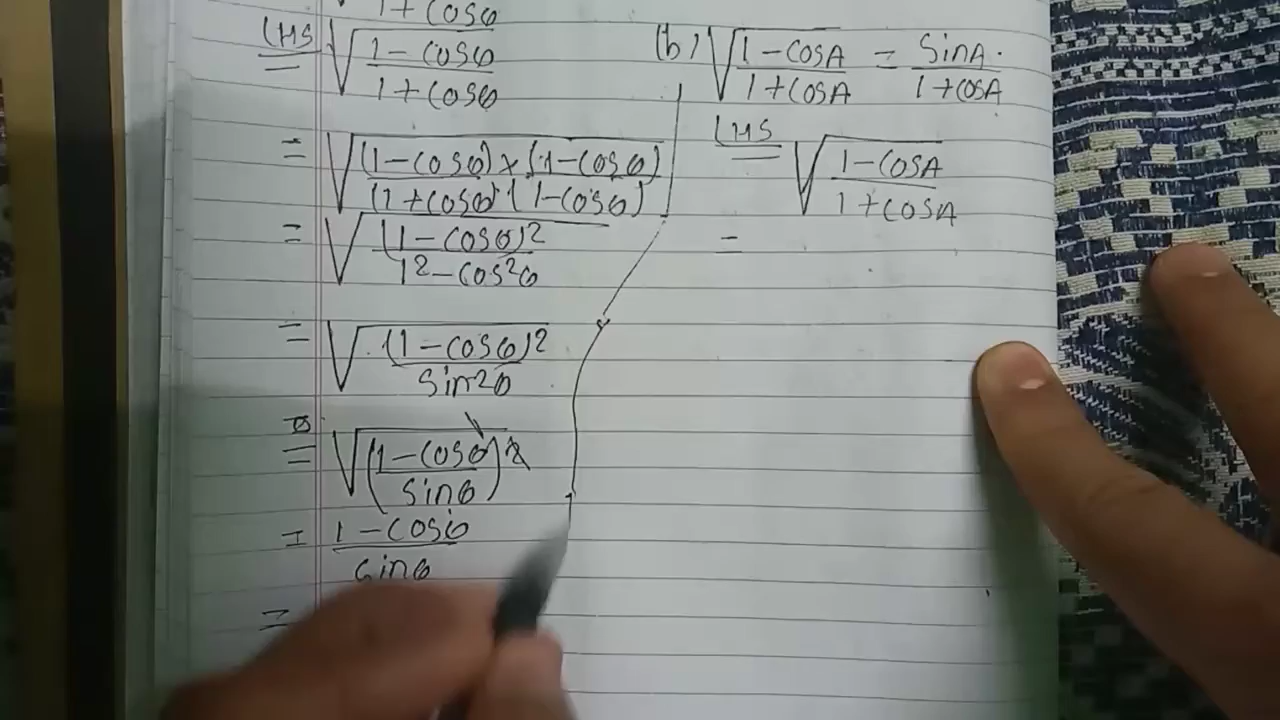 1+cosθ
LHS √((1-cosθ)/(1+cosθ))
= √(((1-cosθ)×(1-cosθ))/((1+cosθ)(1-cosθ)))
= √((1-cosθ)²/(1²-cos²θ))
= √((1-cosθ)²/sin²θ)
= √(((1-cosθ)/sinθ)²)
= (1-cosθ)/sinθ
=
(b) √((1-cosA)/(1+cosA)) = sinA/(1+cosA)
LHS √((1-cosA)/(1+cosA))
=